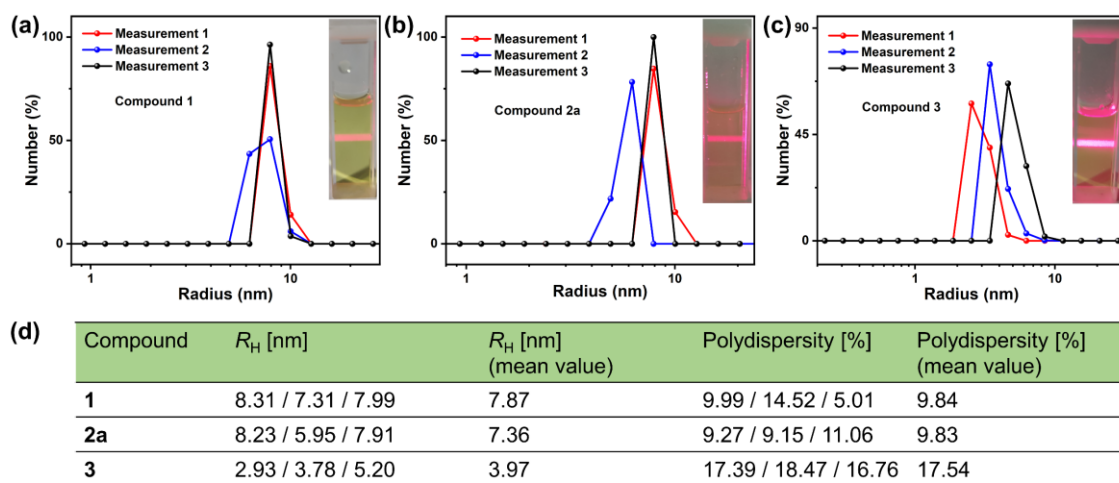 (a)
100
50
0
Number (%)
Measurement 1
Measurement 2
Measurement 3
Compound 1
1
10
Radius (nm)
(b)
100
50
0
Number (%)
Measurement 1
Measurement 2
Measurement 3
Compound 2a
1
10
Radius (nm)
(c)
90
45
0
Number (%)
Measurement 1
Measurement 2
Measurement 3
Compound 3
1
10
Radius (nm)
(d)
Compound RH [nm] RH [nm] Polydispersity [%] Polydispersity [%]
(mean value) (mean value)
1 8.31 / 7.31 / 7.99 7.87 9.99 / 14.52 / 5.01 9.84
2a 8.23 / 5.95 / 7.91 7.36 9.27 / 9.15 / 11.06 9.83
3 2.93 / 3.78 / 5.20 3.97 17.39 / 18.47 / 16.76 17.54